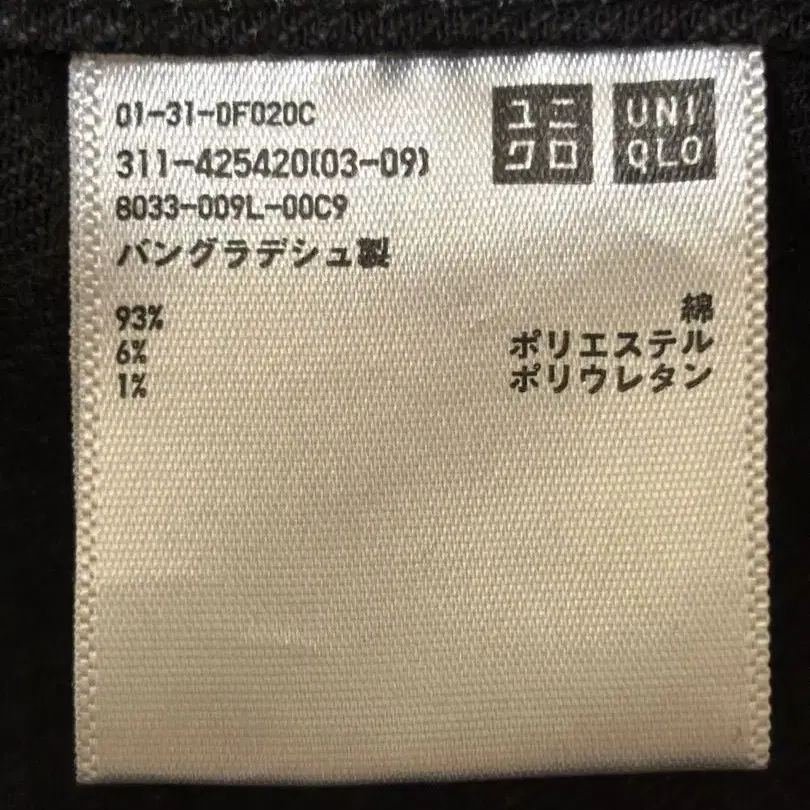 01-31-0F020C
311-425420(03-09)
8033-009L-00C9
バングラデシュ製
ユニ
クロ
UNI
QLO
93% 綿
6% ポリエステル
1% ポリウレタン